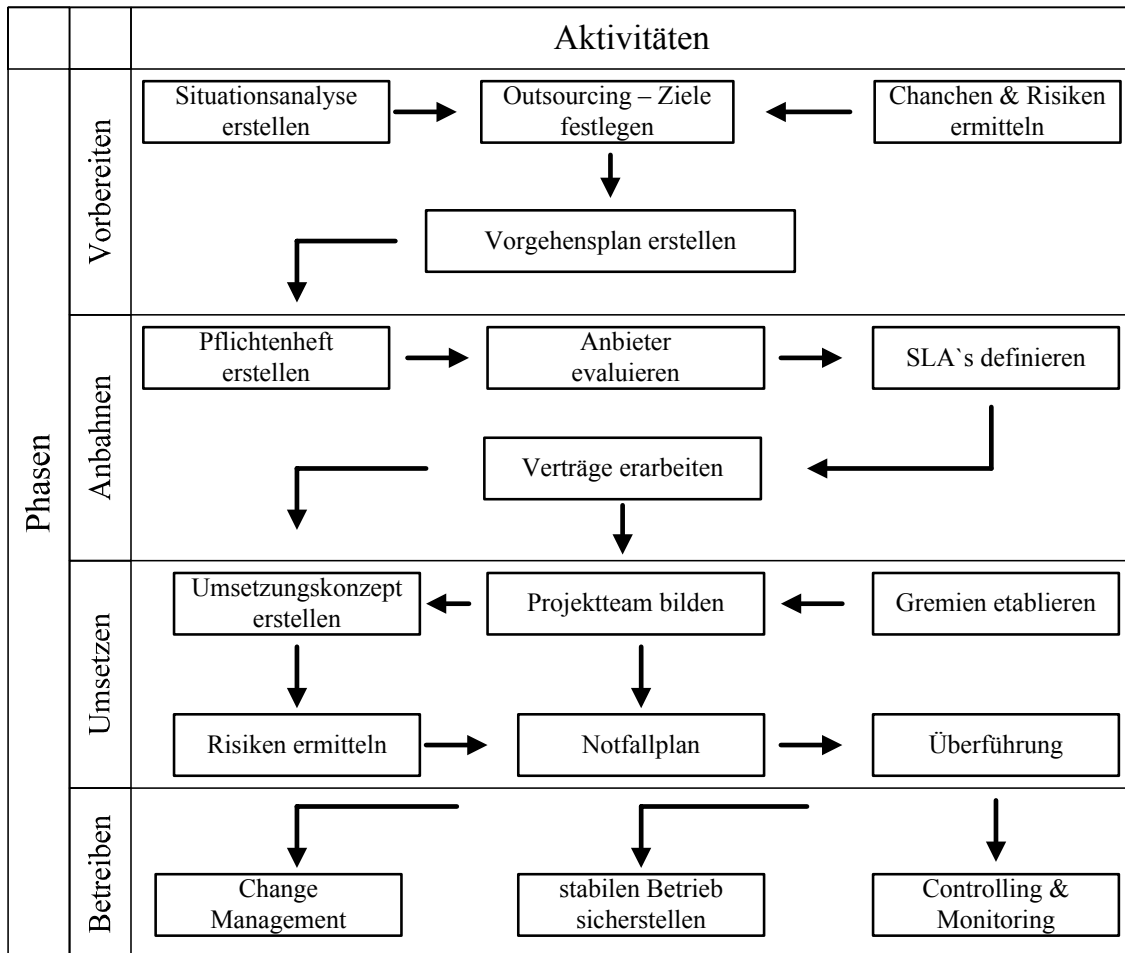 Aktivitäten
Phasen
Vorbereiten
Situationsanalyse
erstellen
Outsourcing – Ziele
festlegen
Chanchen & Risiken
ermitteln
Vorgehensplan erstellen
Anbahnen
Pflichtenheft
erstellen
Anbieter
evaluieren
SLA`s definieren
Verträge erarbeiten
Umsetzen
Umsetzungskonzept
erstellen
Projektteam bilden
Gremien etablieren
Risiken ermitteln
Notfallplan
Überführung
Betreiben
Change
Management
stabilen Betrieb
sicherstellen
Controlling &
Monitoring